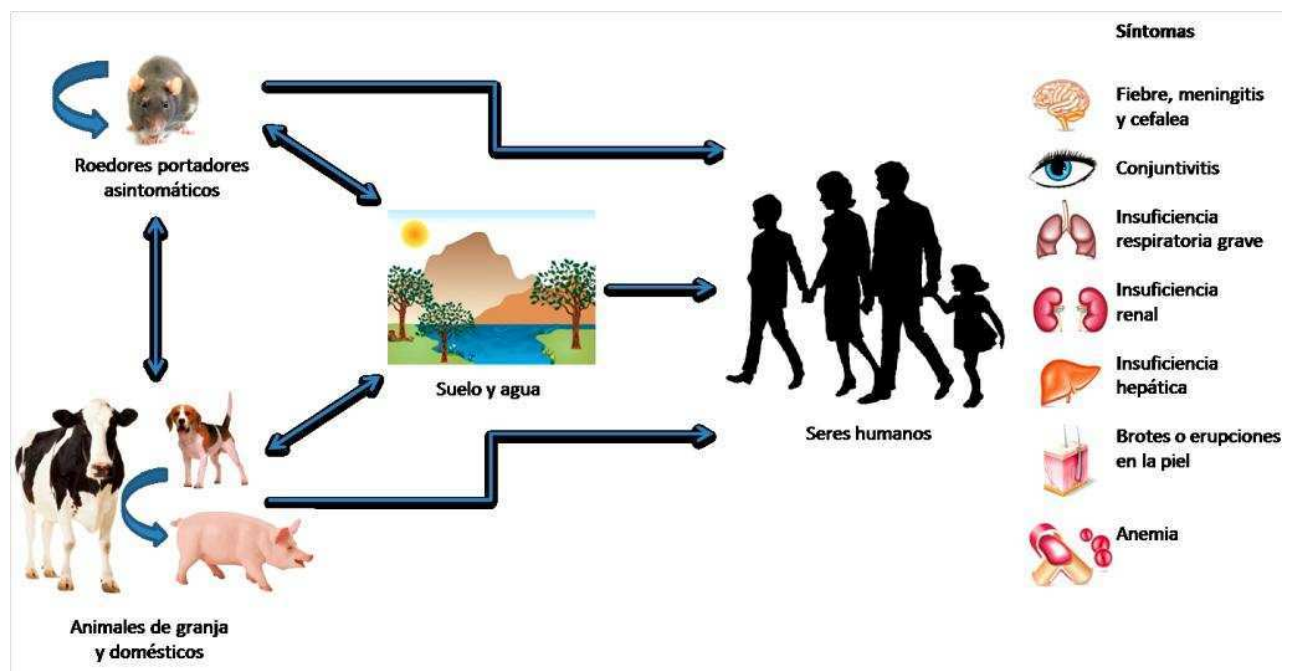 Síntomas
Fiebre, meningitis
y cefalea
Conjuntivitis
Insuficiencia
respiratoria grave
Insuficiencia
renal
Insuficiencia
hepática
Brotes o erupciones
en la piel
Anemia
Roedores portadores
asintomáticos
Suelo y agua
Seres humanos
Animales de granja
y domésticos